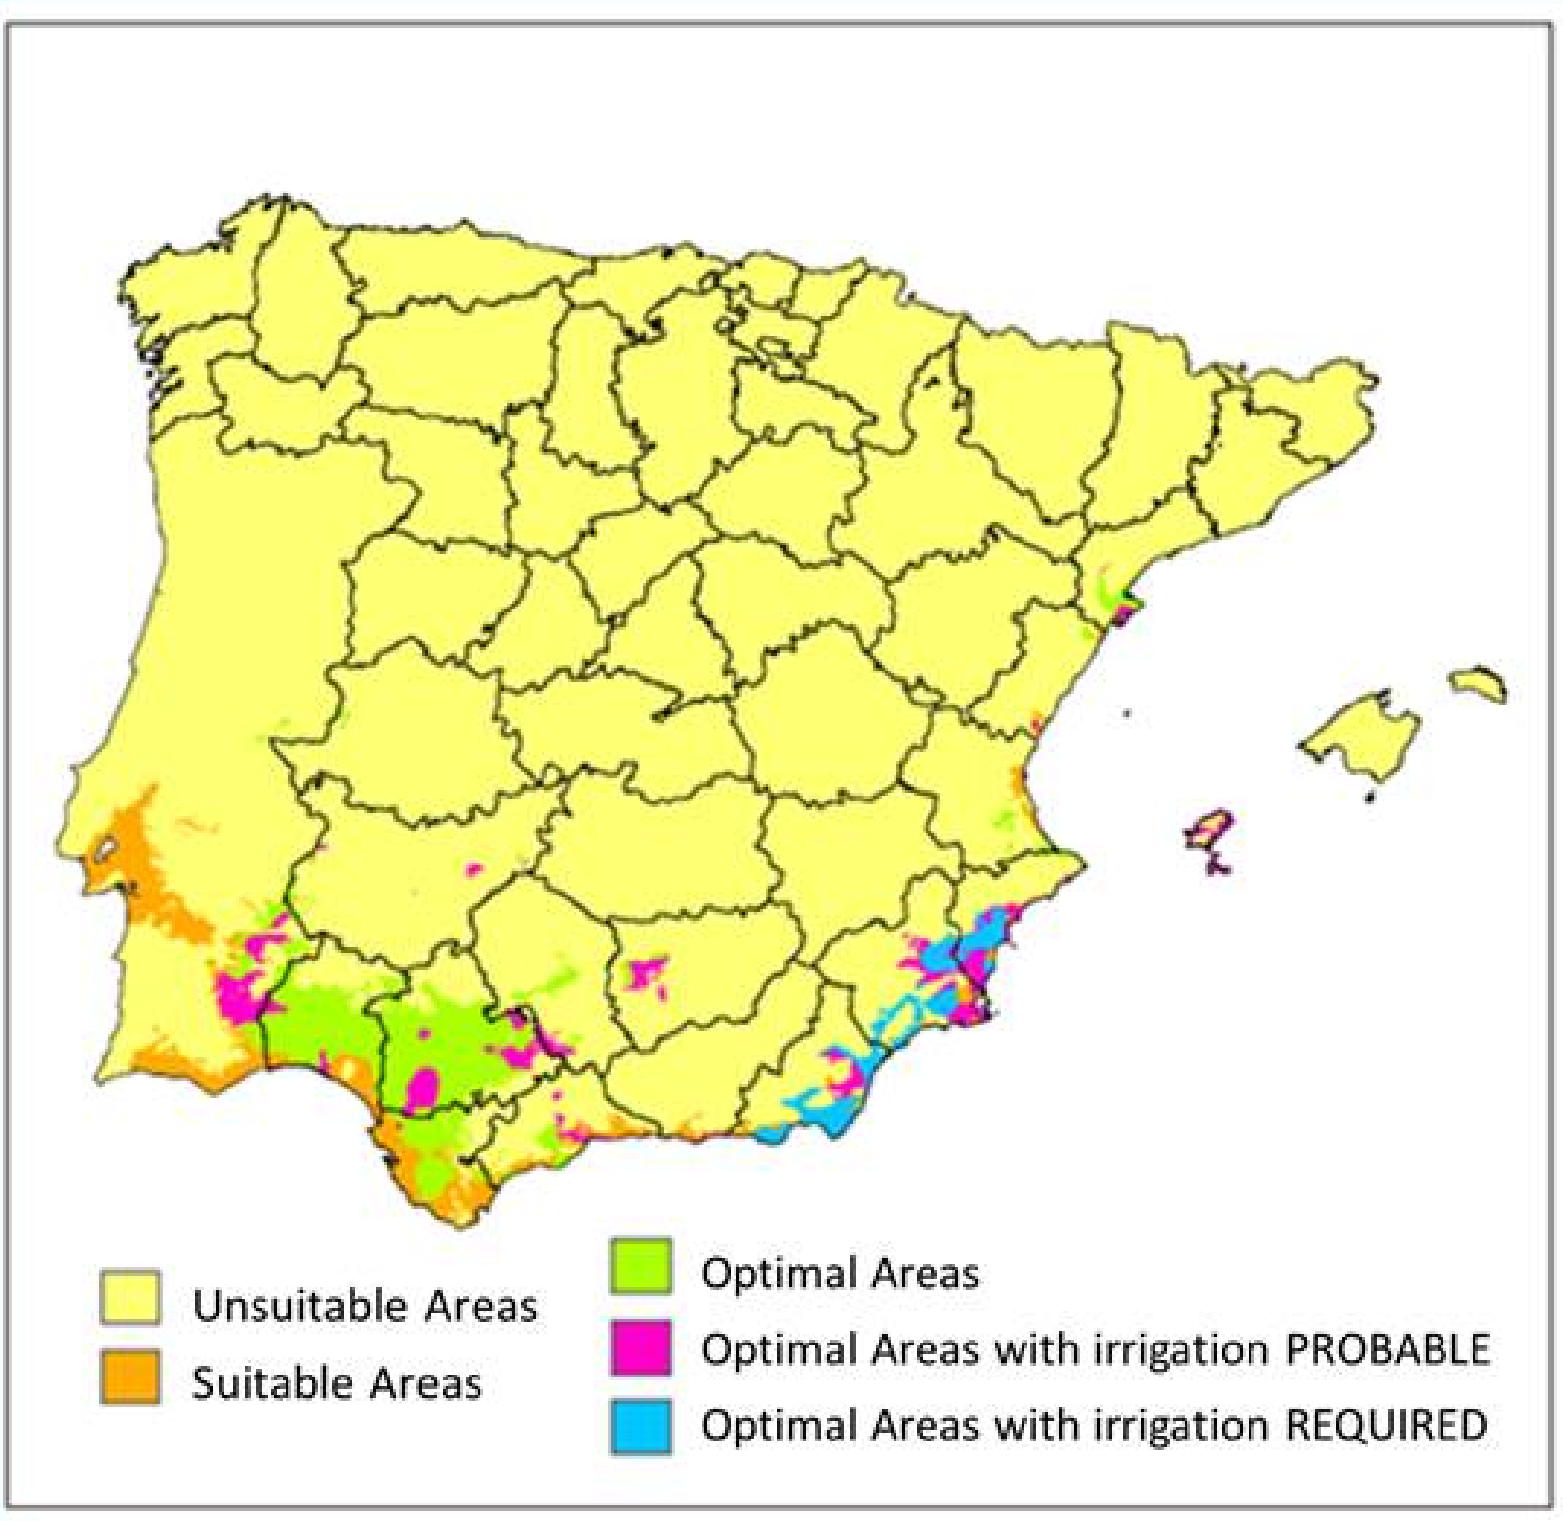 Unsuitable Areas
Suitable Areas
Optimal Areas
Optimal Areas with irrigation PROBABLE
Optimal Areas with irrigation REQUIRED